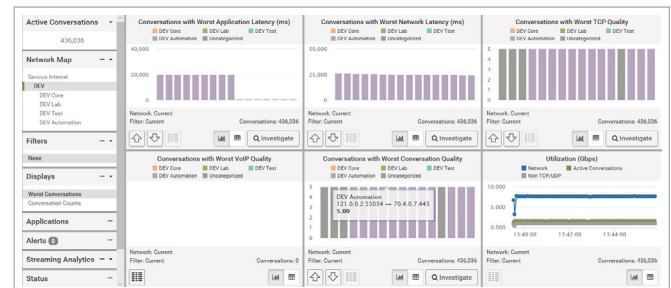 Active Conversations
436,036
Network Map
Savvius Internal
DEV
DEV Core
DEV Lab
DEV Test
DEV Automation
Filters
None
Displays
Worst Conversations
Conversation Counts
Applications
Alerts 0
Streaming Analytics
Status
Conversations with Worst Application Latency (ms)
DEV Core DEV Lab DEV Test
DEV Automation Uncategorized
40,000
20,000
0
Network: Current
Filter: Current Conversations: 436,036
Investigate
Conversations with Worst Network Latency (ms)
DEV Core DEV Lab DEV Test
DEV Automation Uncategorized
50,000
25,000
0
Network: Current
Filter: Current Conversations: 436,036
Investigate
Conversations with Worst TCP Quality
DEV Core DEV Lab DEV Test
DEV Automation Uncategorized
5
4
3
2
1
0
Network: Current
Filter: Current Conversations: 436,036
Investigate
Conversations with Worst VoIP Quality
DEV Core DEV Lab DEV Test
DEV Automation Uncategorized
Network: Current
Filter: Current Conversations: 0
Conversations with Worst Conversation Quality
DEV Core DEV Lab DEV Test
DEV Automation Uncategorized
5
4
3
2
1
0
DEV Automation
121.0.0.2:55034 ↔ 70.4.0.7:443
5.00
Network: Current
Filter: Current Conversations: 436,036
Investigate
Utilization (Gbps)
Network Active Conversations
Non TCP/UDP
10.000
5.000
0.000
13:40:00 13:42:00 13:44:00
Network: Current
Filter: Current Conversations: 436,036